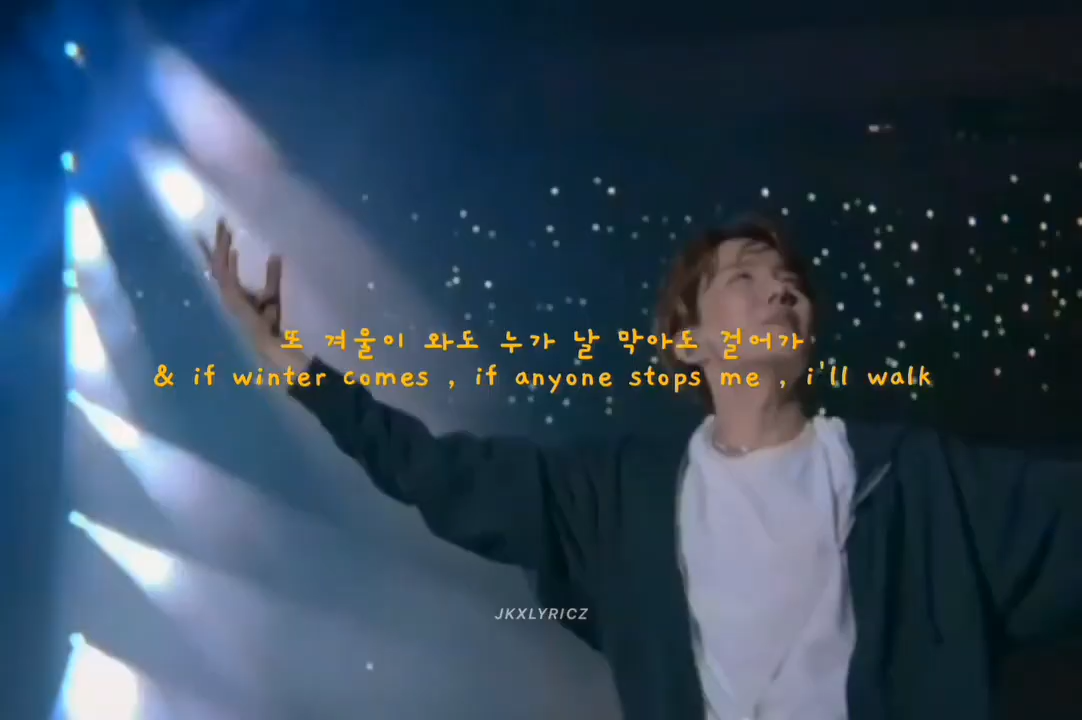 또 겨울이 와도 누가 날 막아도 걸어가
& if winter comes , if anyone stops me , i'll walk
JKXLYRICZ